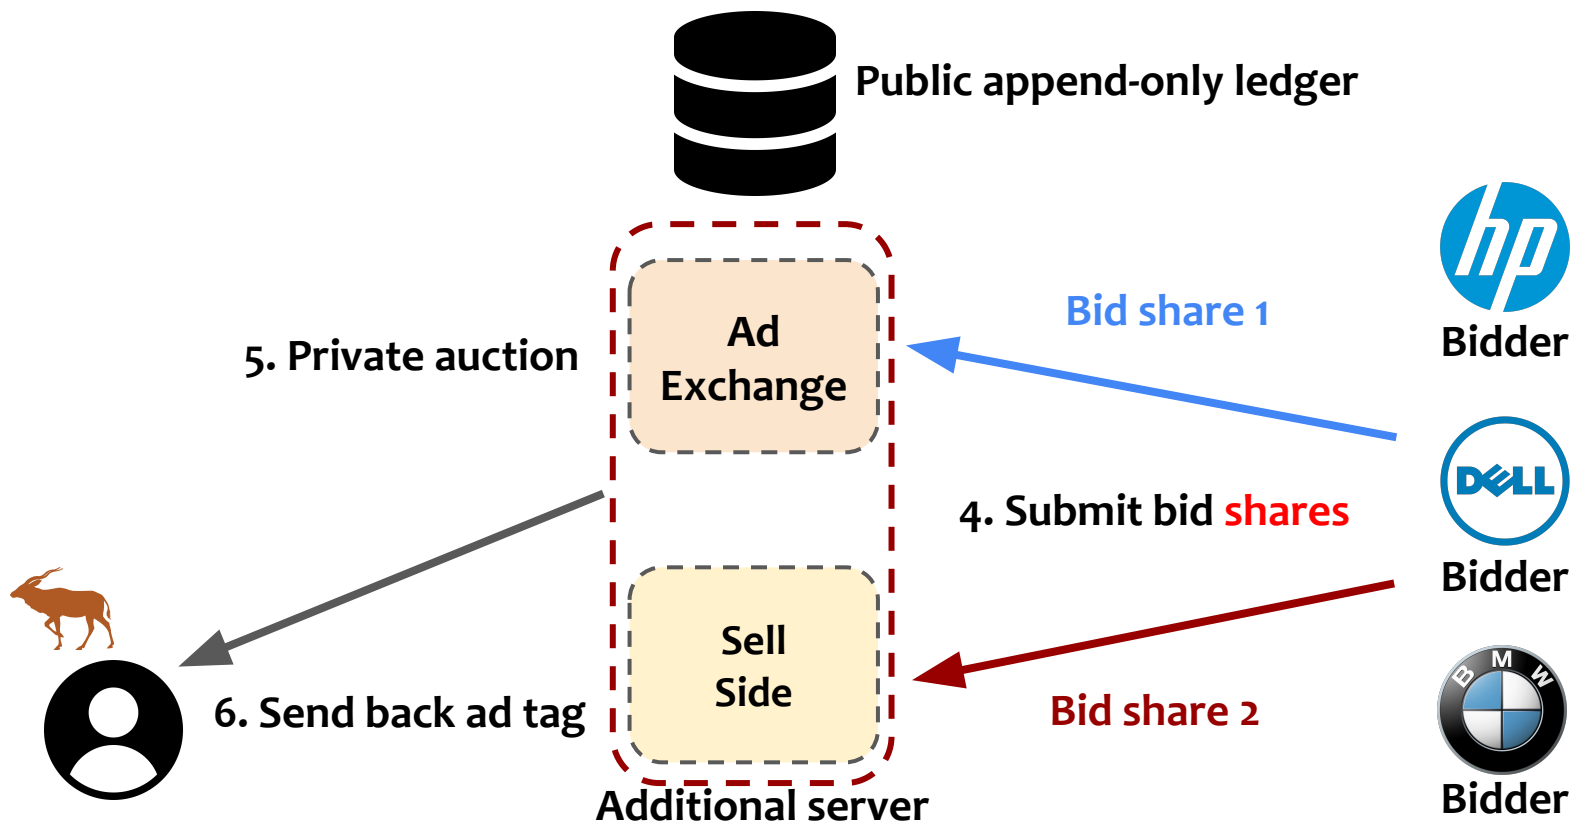 Public append-only ledger
hp
Bidder
Ad
Exchange
Bid share 1
5. Private auction
DELL
Bidder
4. Submit bid shares
Sell
Side
BMW
Bid share 2
6. Send back ad tag
Bidder
Additional server